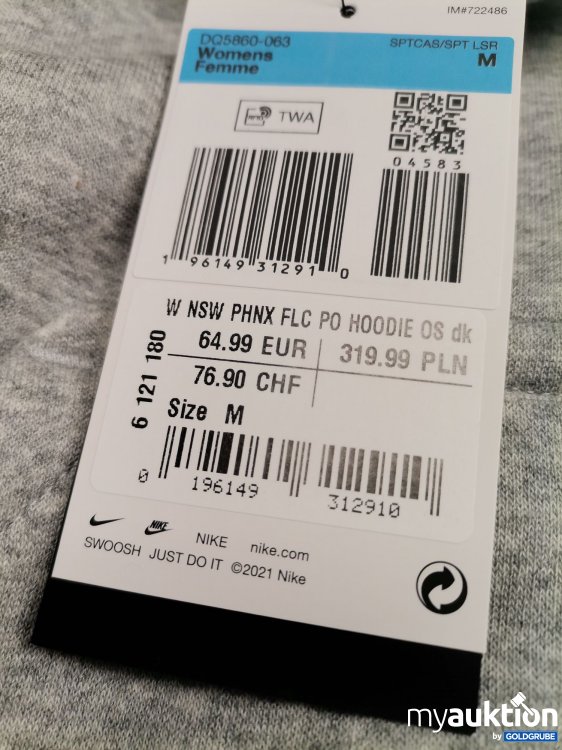 IM#722486
DQ5860-063 SPTCAS/SPT LSR
Womens M
Femme
TWA
04583
1 96149 31291 0
W NSW PHNX FLC PO HOODIE OS dk
64.99 EUR 319.99 PLN
76.90 CHF
Size M
6 121 180
0 196149 312910
NIKE NIKE nike.com
SWOOSH JUST DO IT ©2021 Nike
myauktion
by GOLDGRUBE